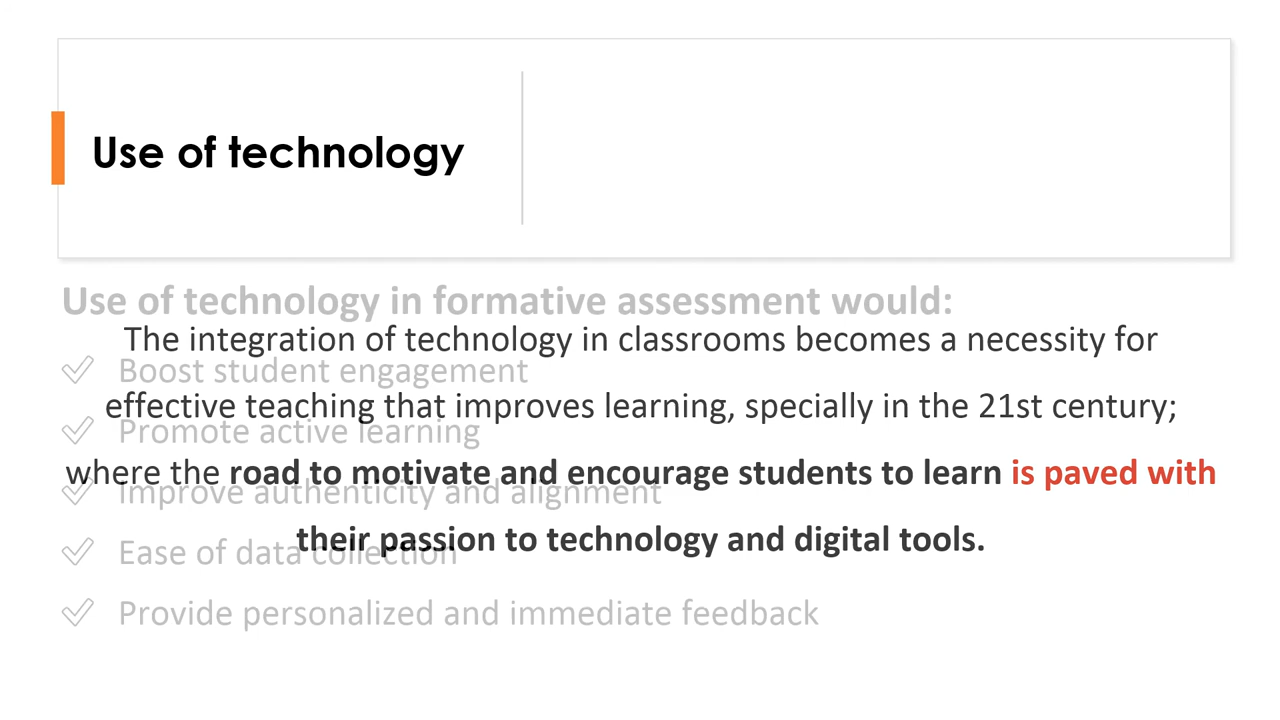 Use of technology
Use of technology in formative assessment would:
The integration of technology in classrooms becomes a necessity for
Boost student engagement
effective teaching that improves learning, specially in the 21st century;
Promote active learning
where the road to motivate and encourage students to learn is paved with
Improve authenticity and alignment
their passion to technology and digital tools.
Ease of data collection
Provide personalized and immediate feedback